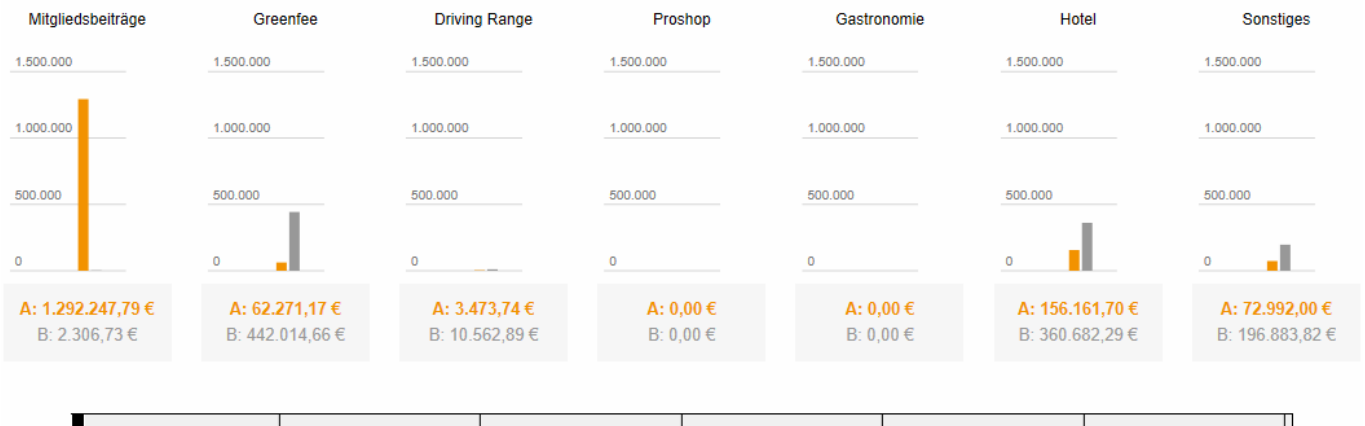 Mitgliedsbeiträge
1.500.000
1.000.000
500.000
0
A: 1.292.247,79 €
B: 2.306,73 €
Greenfee
1.500.000
1.000.000
500.000
0
A: 62.271,17 €
B: 442.014,66 €
Driving Range
1.500.000
1.000.000
500.000
0
A: 3.473,74 €
B: 10.562,89 €
Proshop
1.500.000
1.000.000
500.000
0
A: 0,00 €
B: 0,00 €
Gastronomie
1.500.000
1.000.000
500.000
0
A: 0,00 €
B: 0,00 €
Hotel
1.500.000
1.000.000
500.000
0
A: 156.161,70 €
B: 360.682,29 €
Sonstiges
1.500.000
1.000.000
500.000
0
A: 72.992,00 €
B: 196.883,82 €